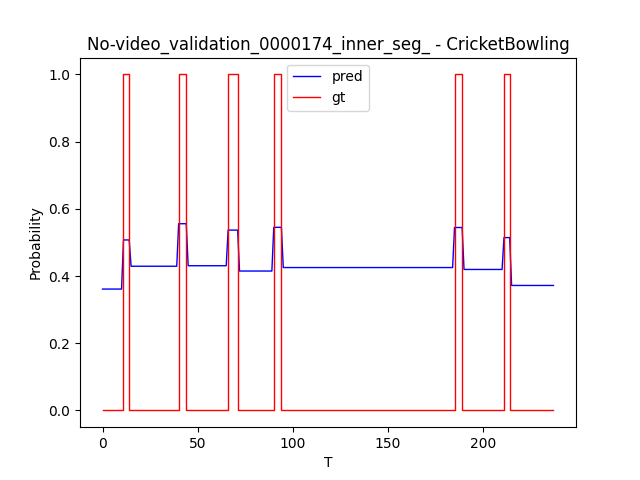 No-video_validation_0000174_inner_seg_ - CricketBowling
pred
gt
1.0
0.8
0.6
0.4
0.2
0.0
Probability
0
50
100
150
200
T